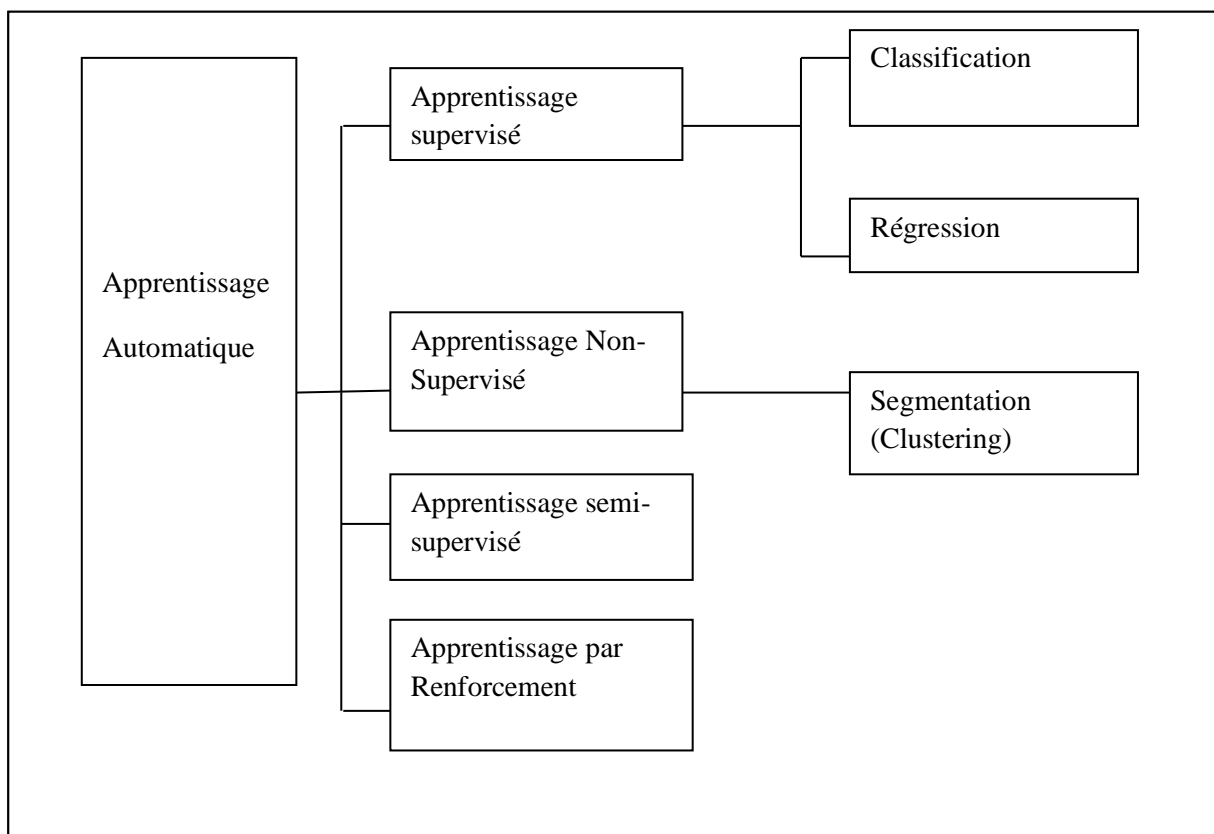 Apprentissage
Automatique
Apprentissage
supervisé
Classification
Régression
Apprentissage Non-
Supervisé
Segmentation
(Clustering)
Apprentissage semi-
supervisé
Apprentissage par
Renforcement